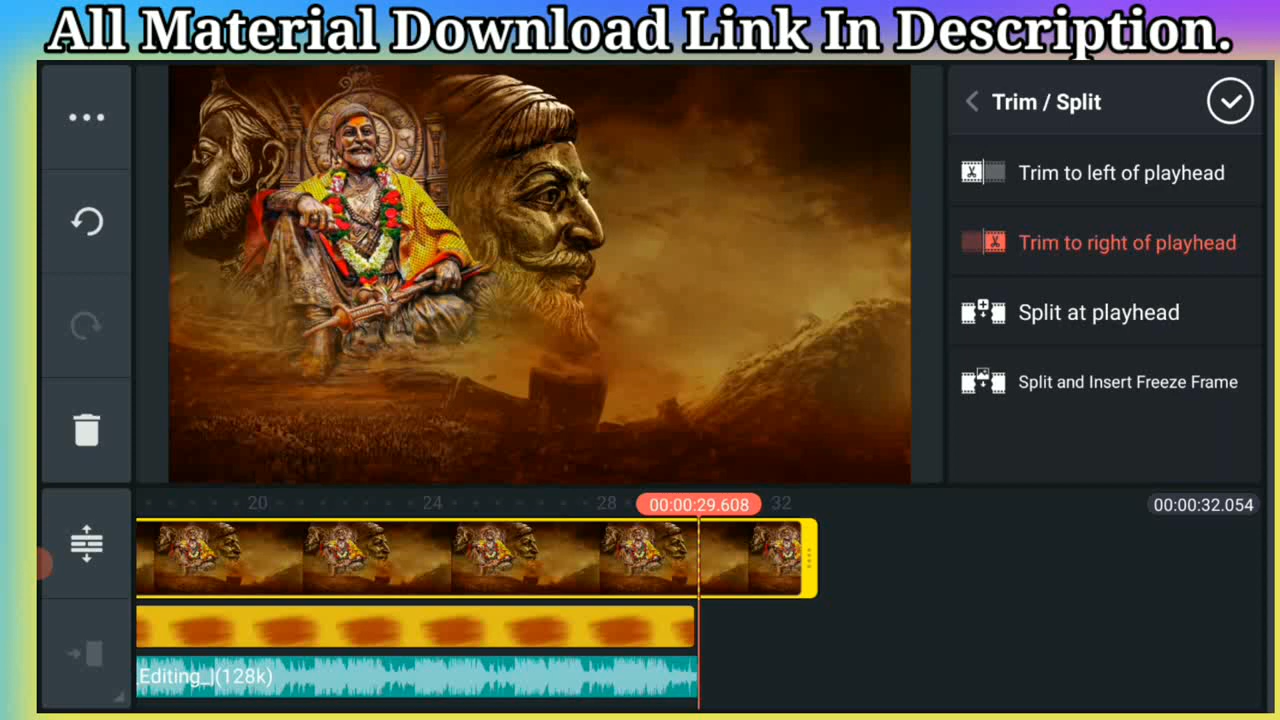 All Material Download Link In Description.
Trim / Split
Trim to left of playhead
Trim to right of playhead
Split at playhead
Split and Insert Freeze Frame
20 24 28 00:00:29.608 32 00:00:32.054
_Editing_](128k)